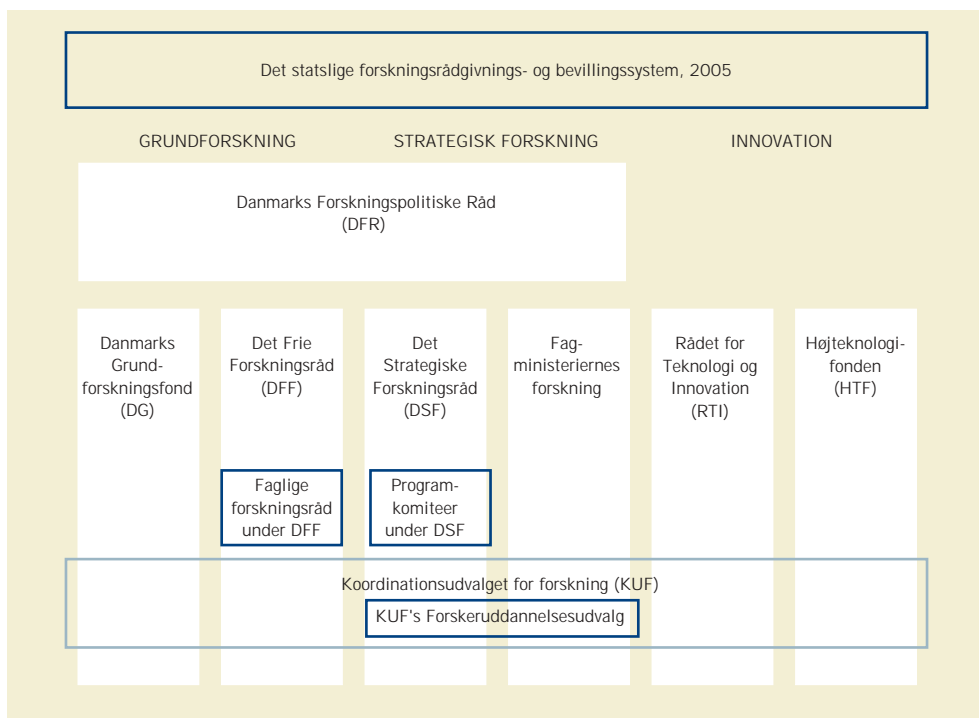 Det statslige forskningsrådgivnings- og bevillingssystem, 2005
GRUNDFORSKNING
STRATEGISK FORSKNING
INNOVATION
Danmarks Forskningspolitiske Råd
(DFR)
Danmarks
Grund-
forskningsfond
(DG)
Det Frie
Forskningsråd
(DFF)
Det
Strategiske
Forskningsråd
(DSF)
Fag-
ministeriernes
forskning
Rådet for
Teknologi og
Innovation
(RTI)
Højteknologi-
fonden
(HTF)
Faglige
forskningsråd
under DFF
Program-
komiteer
under DSF
Koordinationsudvalget for forskning (KUF)
KUF's Forskeruddannelsesudvalg